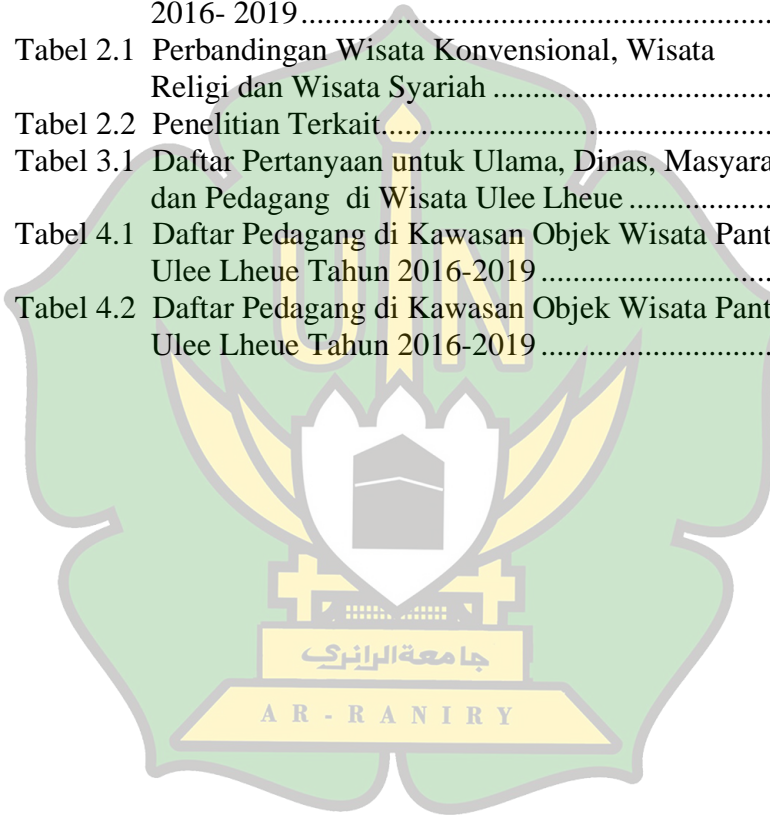 2016- 2019.......................................................................
Tabel 2.1 Perbandingan Wisata Konvensional, Wisata
Religi dan Wisata Syariah ..........................................
Tabel 2.2 Penelitian Terkait...........................................................
Tabel 3.1 Daftar Pertanyaan untuk Ulama, Dinas, Masyara
dan Pedagang di Wisata Ulee Lheue .....................
Tabel 4.1 Daftar Pedagang di Kawasan Objek Wisata Pant
Ulee Lheue Tahun 2016-2019 ...................................
Tabel 4.2 Daftar Pedagang di Kawasan Objek Wisata Pant
Ulee Lheue Tahun 2016-2019 ...................................
UIN
جامعةالرانري
AR-RANIRY